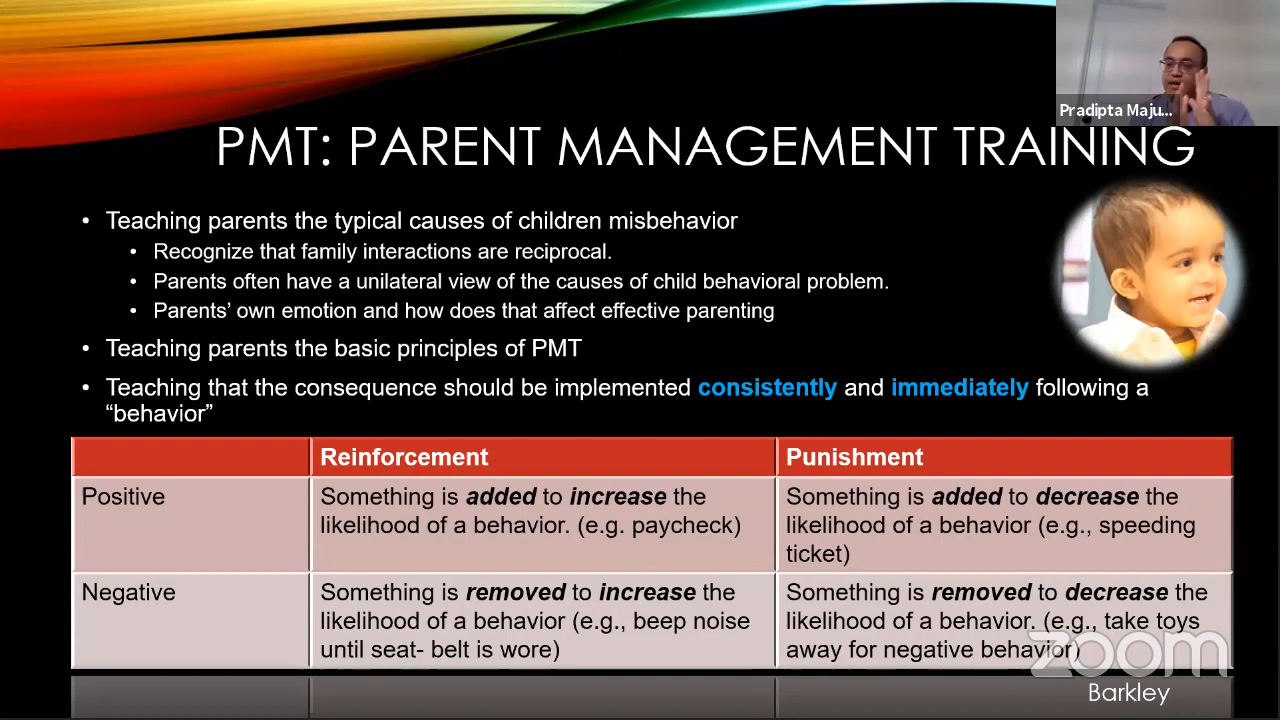 Pradipta Maju...
PMT: PARENT MANAGEMENT TRAINING
• Teaching parents the typical causes of children misbehavior
• Recognize that family interactions are reciprocal.
• Parents often have a unilateral view of the causes of child behavioral problem.
• Parents’ own emotion and how does that affect effective parenting
• Teaching parents the basic principles of PMT
• Teaching that the consequence should be implemented consistently and immediately following a
“behavior”
Reinforcement
Punishment
Positive
Something is added to increase the
likelihood of a behavior. (e.g. paycheck)
Something is added to decrease the
likelihood of a behavior (e.g., speeding
ticket)
Negative
Something is removed to increase the
likelihood of a behavior (e.g., beep noise
until seat- belt is wore)
Something is removed to decrease the
likelihood of a behavior. (e.g., take toys
away for negative behavior)
zoom
Barkley